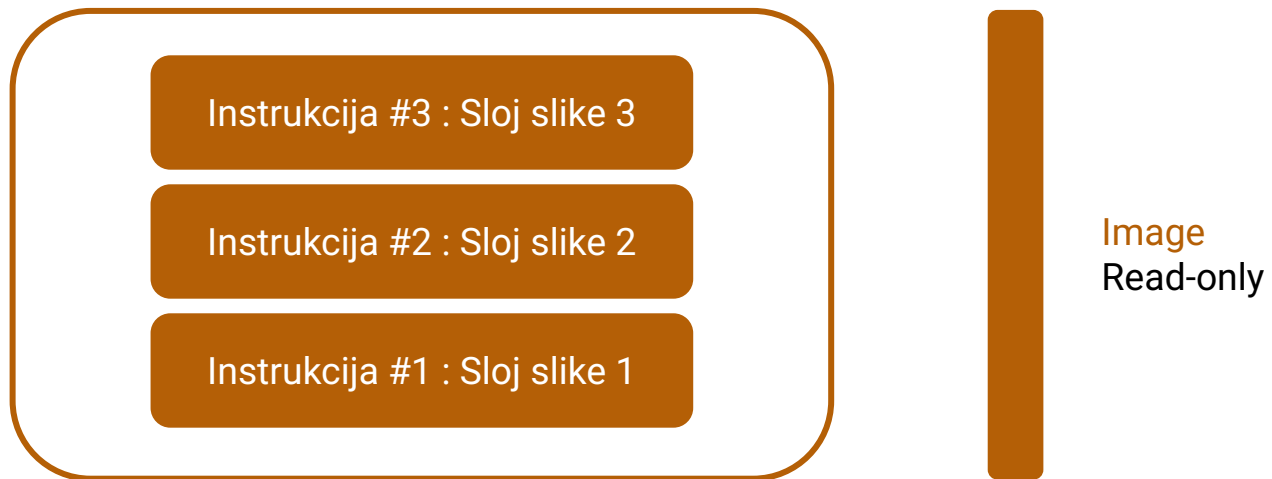 Instrukcija #3 : Sloj slike 3
Instrukcija #2 : Sloj slike 2
Instrukcija #1 : Sloj slike 1
Image
Read-only